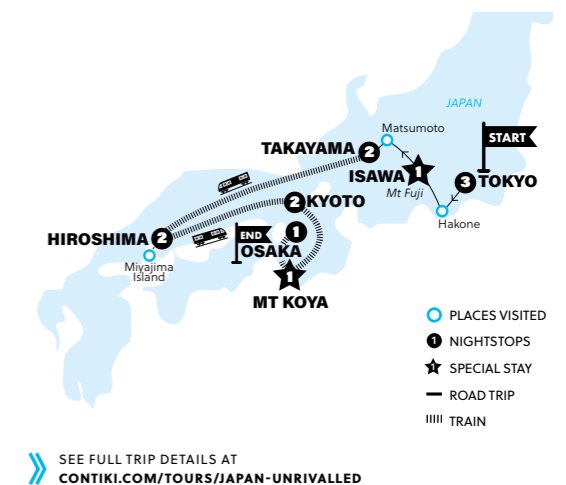 JAPAN
Matsumoto
START
TAKAYAMA
2
ISAWA
1
3
TOKYO
Mt Fuji
2
KYOTO
Hakone
HIROSHIMA
2
END
1
OSAKA
Miyajima
Island
1
MT KOYA
PLACES VISITED
1
NIGHTSTOPS
1
SPECIAL STAY
ROAD TRIP
TRAIN
SEE FULL TRIP DETAILS AT
CONTIKI.COM/TOURS/JAPAN-UNRIVALLED